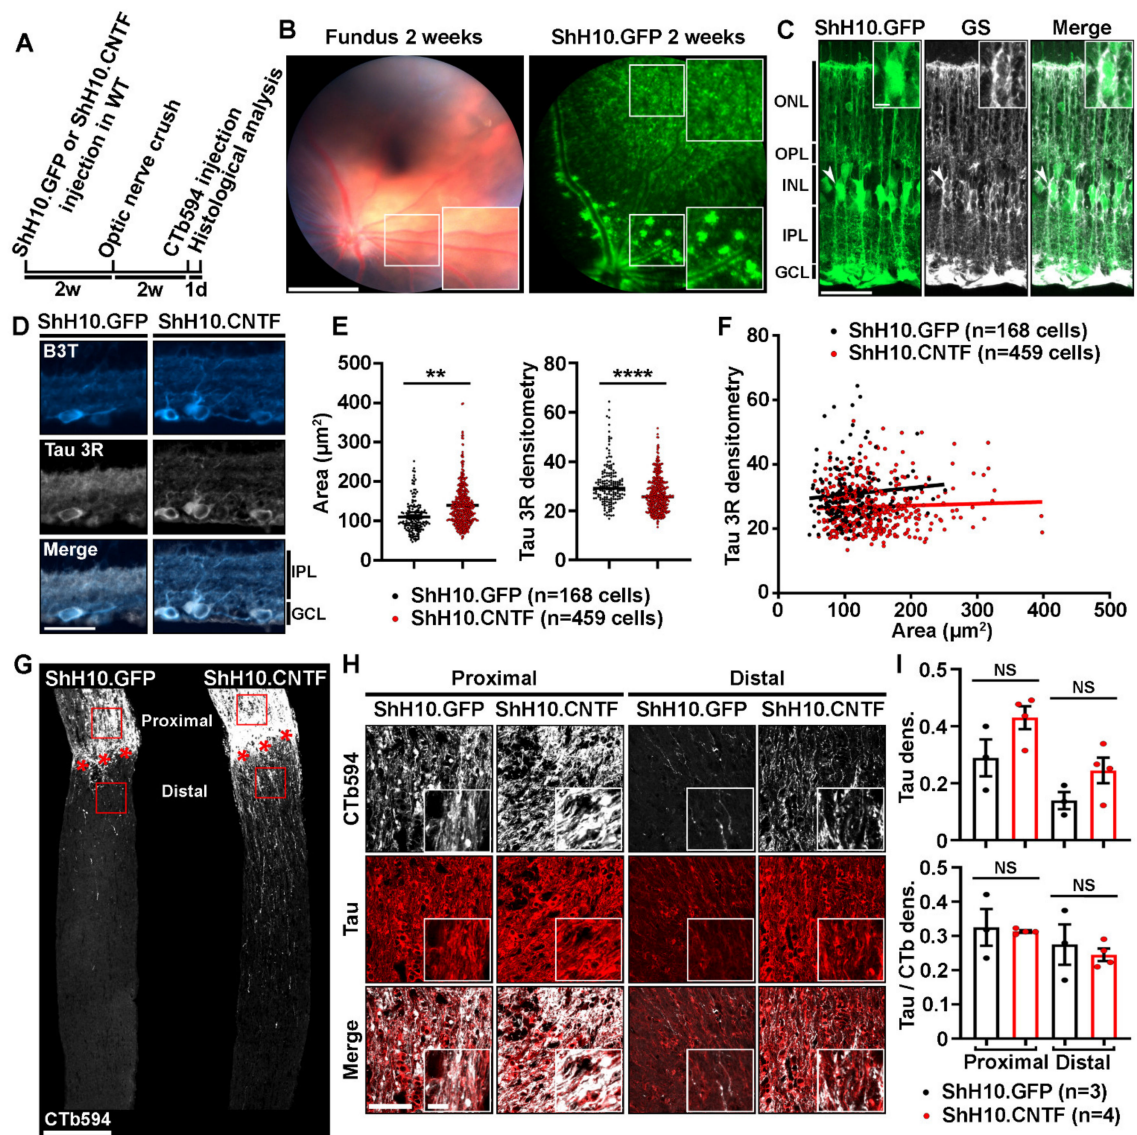 A
ShH10.GFP or ShH10.CNTF
injection in WT
Optic nerve crush
CTb594 injection
Histological analysis
2w
2w
1d
B
Fundus 2 weeks
ShH10.GFP 2 weeks
C
ShH10.GFP
GS
Merge
ONL
OPL
INL
IPL
GCL
D
ShH10.GFP
ShH10.CNTF
B3T
Tau 3R
Merge
IPL
GCL
E
Area (µm²)
500
400
300
200
100
0
**
Tau 3R densitometry
80
60
40
20
0
****
ShH10.GFP (n=168 cells)
ShH10.CNTF (n=459 cells)
F
ShH10.GFP (n=168 cells)
ShH10.CNTF (n=459 cells)
Tau 3R densitometry
80
60
40
20
0
0 100 200 300 400 500
Area (µm²)
G
ShH10.GFP
ShH10.CNTF
Proximal
* * *
* * *
Distal
CTb594
H
Proximal
Distal
ShH10.GFP
ShH10.CNTF
ShH10.GFP
ShH10.CNTF
CTb594
Tau
Merge
I
Tau dens.
0.5
0.4
0.2
0
NS
NS
Tau / CTb dens.
0.5
0.4
0.3
0.2
0.1
0
NS
NS
Proximal
Distal
ShH10.GFP (n=3)
ShH10.CNTF (n=4)